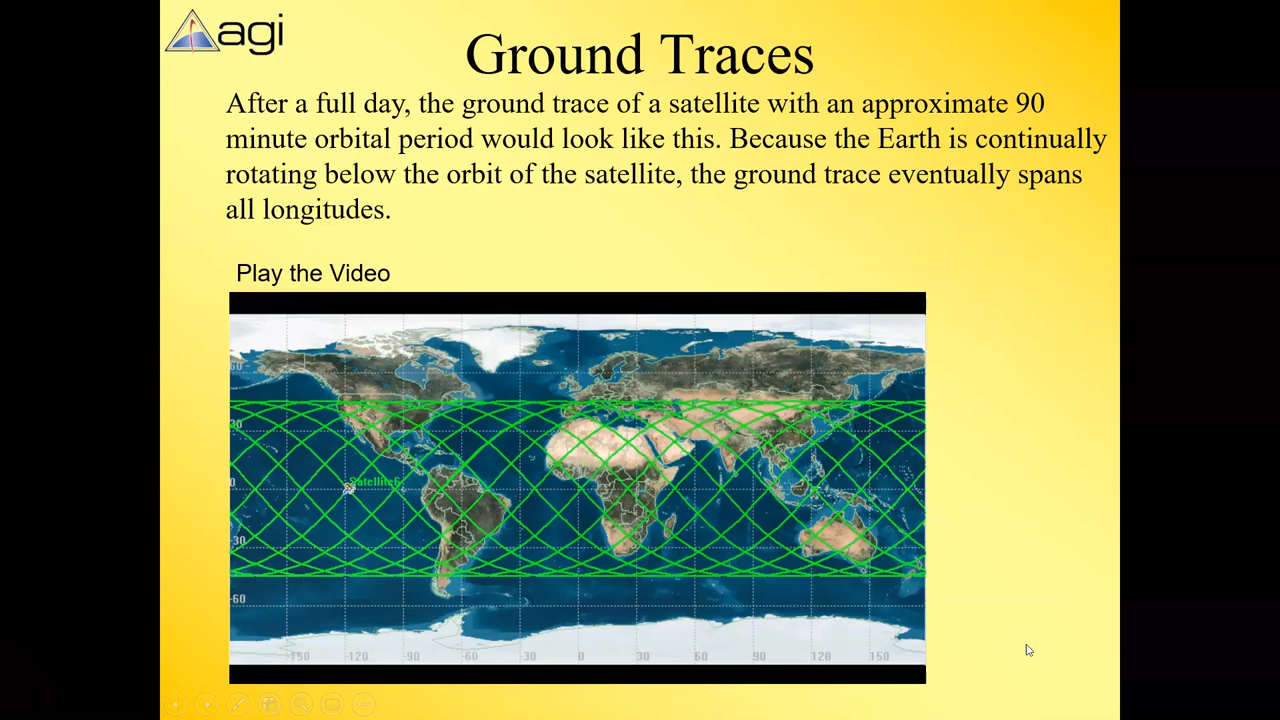 agi
Ground Traces
After a full day, the ground trace of a satellite with an approximate 90
minute orbital period would look like this. Because the Earth is continually
rotating below the orbit of the satellite, the ground trace eventually spans
all longitudes.
Play the Video
60
30
Satellite6
0
-30
-60
-150 -120 -90 -60 -30 0 30 60 90 120 150